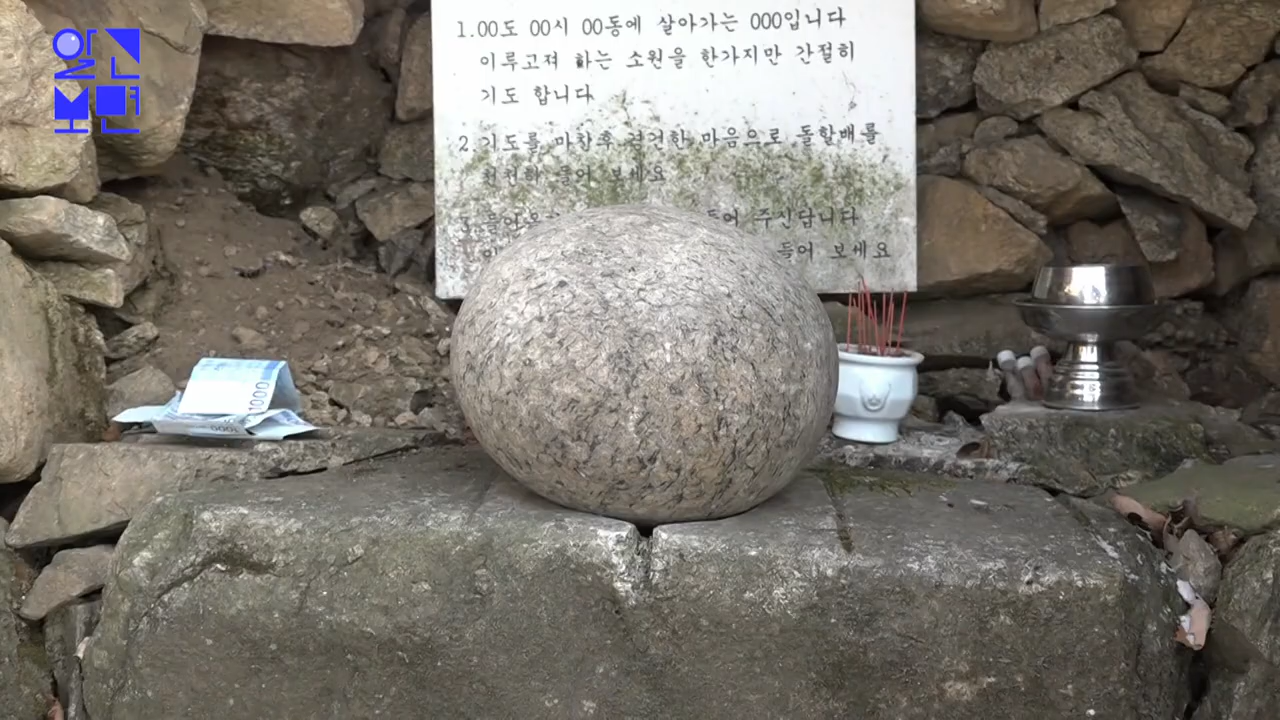 알고
보면
1.00도 00시 00동에 살아가는 000입니다
이루고져 하는 소원을 한가지만 간절히
기도 합니다
2.기도를 마친후 경건한 마음으로 돌할배를
천천히 들어 보세요
주신답니다
들어 보세요
1000
1000